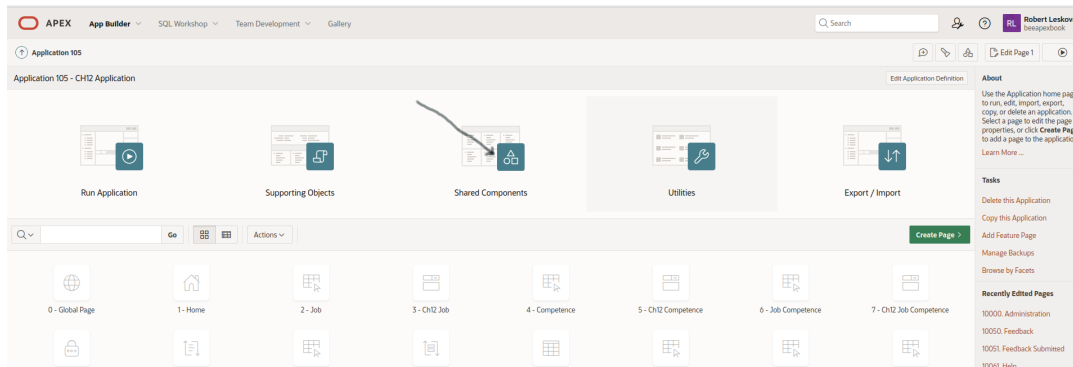 APEX App Builder SQL Workshop Team Development Gallery Search RL Robert Leskov
beeapexbook
Application 105 Edit Page 1
Application 105 - CH12 Application Edit Application Definition
Run Application Supporting Objects Shared Components Utilities Export / Import
Go Actions Create Page >
0 - Global Page 1 - Home 2 - Job 3 - Ch12 Job 4 - Competence 5 - Ch12 Competence 6 - Job Competence 7 - Ch12 Job Competence
About
Use the Application home pag
to run, edit, import, export,
copy, or delete an application.
Select a page to edit the page
properties, or click Create Pag
to add a page to the applicatio
Learn More ...
Tasks
Delete this Application
Copy this Application
Add Feature Page
Manage Backups
Browse by Facets
Recently Edited Pages
10000. Administration
10050. Feedback
10051. Feedback Submitted
10061. Help